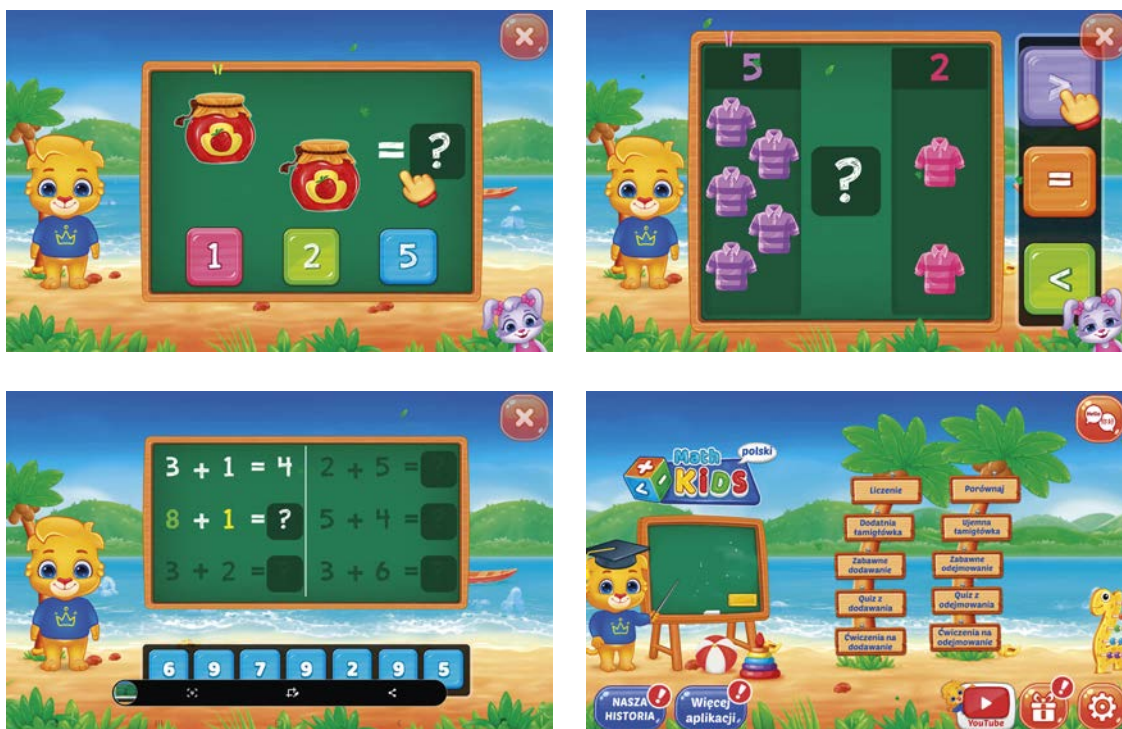 = ?
1 2 5
5 2
?
>
=
<
3 + 1 = 4 2 + 5 =
8 + 1 = ? 5 + 4 =
3 + 2 = 3 + 6 =
6 9 7 9 2 9 5
Math
KiDS
polski
Liczenie
Porównaj
Dodatnia
łamigłówka
Ujemna
łamigłówka
Zabawne
dodawanie
Zabawne
odejmowanie
Quiz z
dodawania
Quiz z
odejmowania
Ćwiczenia na
dodawanie
Ćwiczenia na
odejmowanie
NASZA
HISTORIA
!
Więcej
aplikacji
!
YouTube
!
Hello